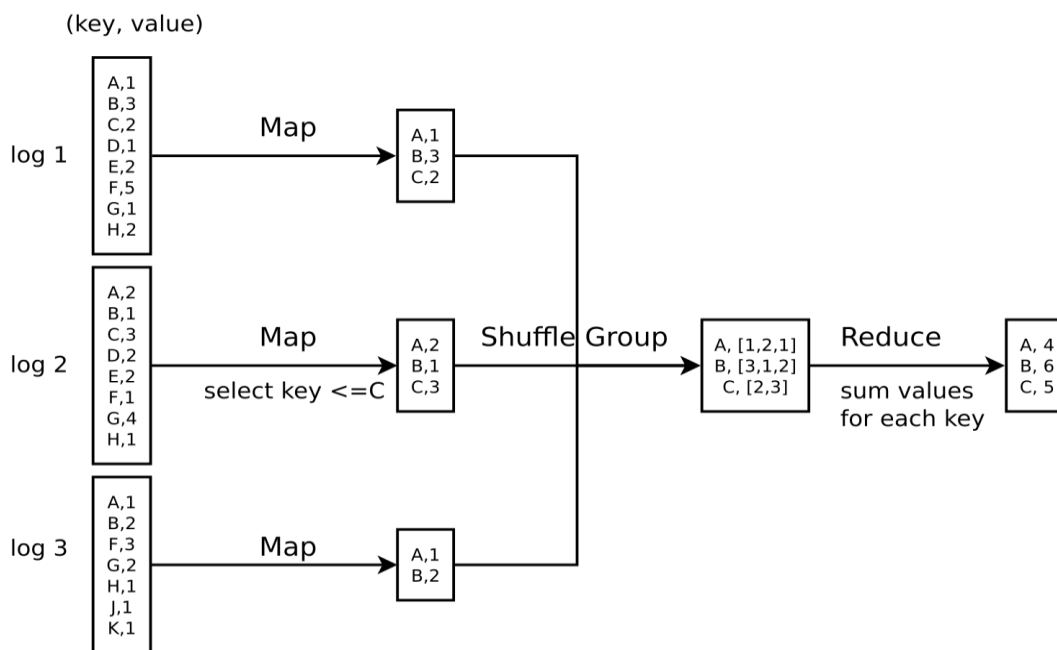 (key, value)
log 1
A,1
B,3
C,2
D,1
E,2
F,5
G,1
H,2
Map
A,1
B,3
C,2
log 2
A,2
B,1
C,3
D,2
E,2
F,1
G,4
H,1
Map
select key <=C
A,2
B,1
C,3
Shuffle Group
A, [1,2,1]
B, [3,1,2]
C, [2,3]
Reduce
sum values
for each key
A, 4
B, 6
C, 5
log 3
A,1
B,2
F,3
G,2
H,1
J,1
K,1
Map
A,1
B,2